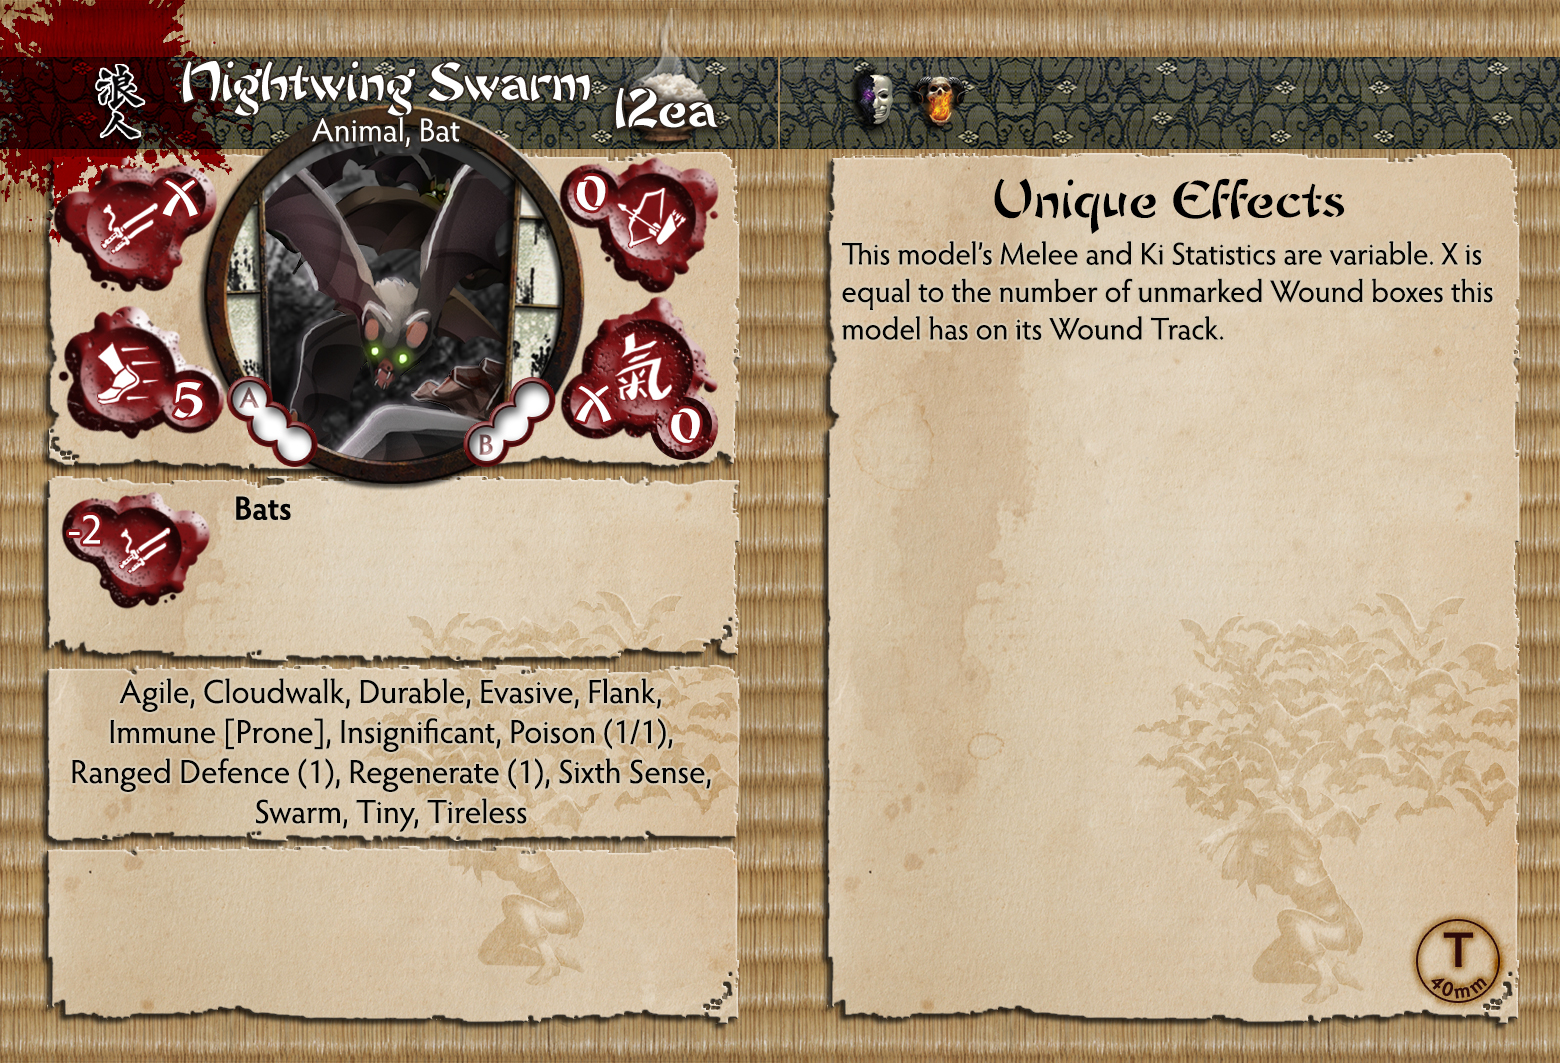 浪人
Nightwing Swarm
12ea
Animal, Bat
X
0
5
A
B
氣
X
0
-2
Bats
Agile, Cloudwalk, Durable, Evasive, Flank,
Immune [Prone], Insignificant, Poison (1/1),
Ranged Defence (1), Regenerate (1), Sixth Sense,
Swarm, Tiny, Tireless
Unique Effects
This model's Melee and Ki Statistics are variable. X is
equal to the number of unmarked Wound boxes this
model has on its Wound Track.
T
40mm